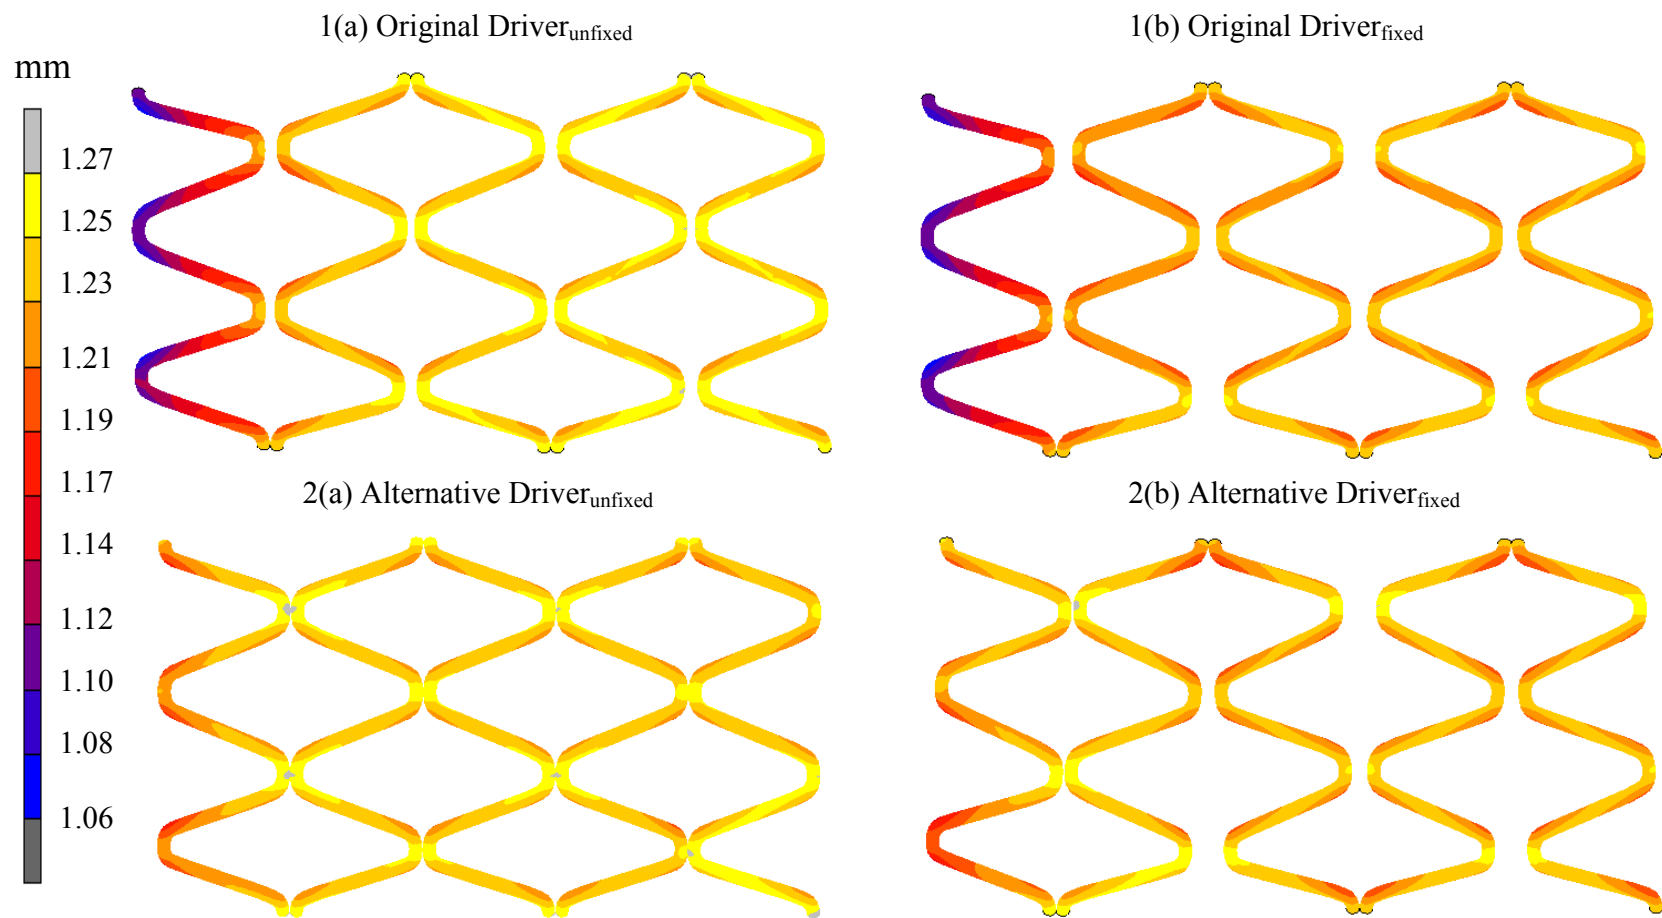 1(a) Original Driverunfixed
1(b) Original Driverfixed
mm
1.27
1.25
1.23
1.21
1.19
1.17
1.14
1.12
1.10
1.08
1.06
2(a) Alternative Driverunfixed
2(b) Alternative Driverfixed